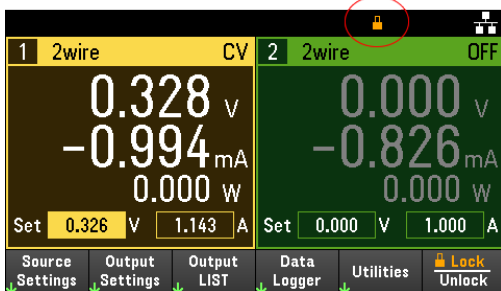 1 2wire CV 2 2wire OFF
0.328 V 0.000 V
-0.994 mA -0.826 mA
0.000 W 0.000 W
Set 0.326 V 1.143 A Set 0.000 V 1.000 A
Source Output Output Data Utilities Lock
Settings Settings LIST Logger Unlock